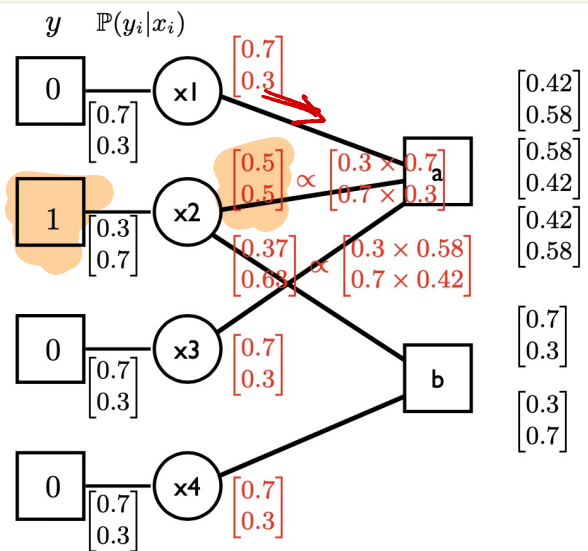 y P(yᵢ|xᵢ)
0 [0.7 0.3] x1 [0.7 0.3]
1 [0.3 0.7] x2 [0.5 0.5] ∝ [0.3 × 0.7 0.7 × 0.3]
[0.37 0.63] ∝ [0.3 × 0.58 0.7 × 0.42]
0 [0.7 0.3] x3 [0.7 0.3]
0 [0.7 0.3] x4 [0.7 0.3]
a
b
[0.42 0.58]
[0.58 0.42]
[0.42 0.58]
[0.7 0.3]
[0.3 0.7]